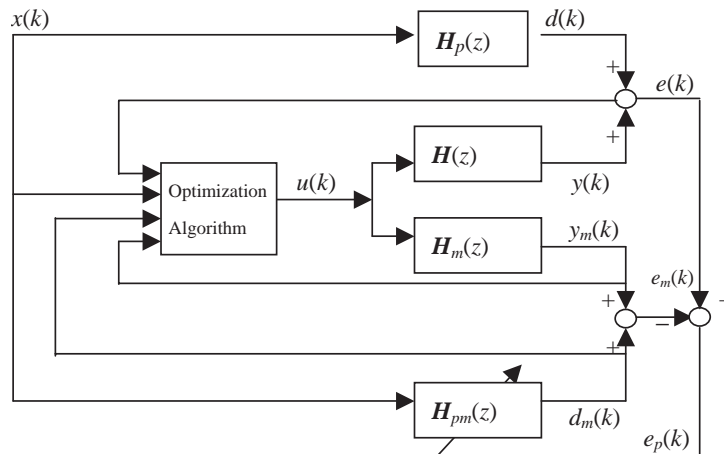 x(k)
H_p(z)
d(k)
+
e(k)
+
H(z)
y(k)
Optimization
Algorithm
u(k)
H_m(z)
y_m(k)
e_m(k)
+
−
+
H_pm(z)
d_m(k)
e_p(k)